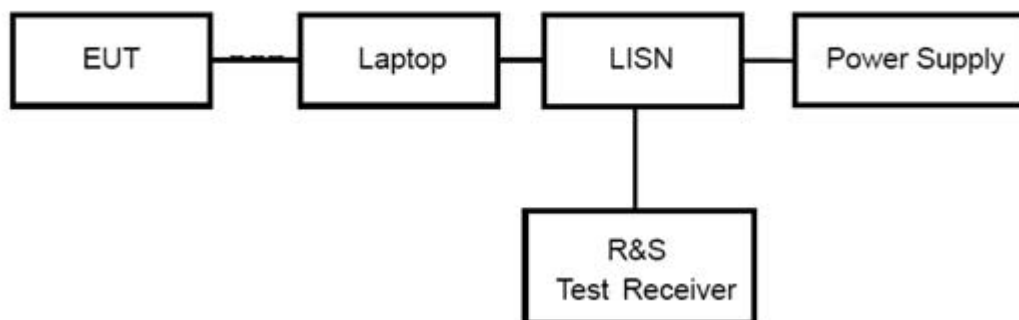 EUT
Laptop
LISN
Power Supply
R&S
Test Receiver